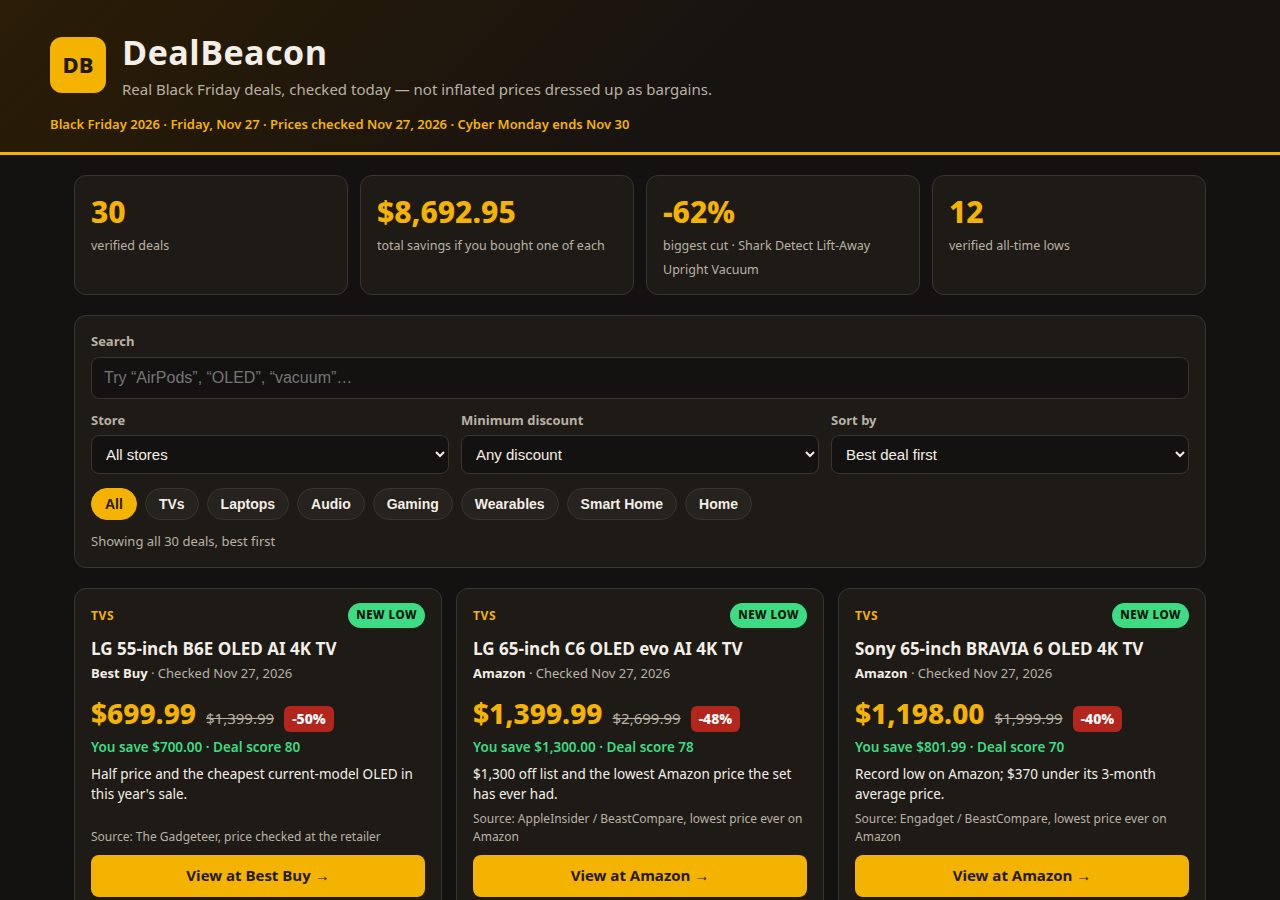 DB
DealBeacon
Real Black Friday deals, checked today — not inflated prices dressed up as bargains.
Black Friday 2026 · Friday, Nov 27 · Prices checked Nov 27, 2026 · Cyber Monday ends Nov 30
30
verified deals
$8,692.95
total savings if you bought one of each
-62%
biggest cut · Shark Detect Lift-Away
Upright Vacuum
12
verified all-time lows
Search
Try “AirPods”, “OLED”, “vacuum”…
Store
Minimum discount
Sort by
All stores
Any discount
Best deal first
All
TVs
Laptops
Audio
Gaming
Wearables
Smart Home
Home
Showing all 30 deals, best first
TVS
NEW LOW
LG 55-inch B6E OLED AI 4K TV
Best Buy · Checked Nov 27, 2026
$699.99 $1,399.99 -50%
You save $700.00 · Deal score 80
Half price and the cheapest current-model OLED in
this year's sale.
Source: The Gadgeteer, price checked at the retailer
View at Best Buy →
TVS
NEW LOW
LG 65-inch C6 OLED evo AI 4K TV
Amazon · Checked Nov 27, 2026
$1,399.99 $2,699.99 -48%
You save $1,300.00 · Deal score 78
$1,300 off list and the lowest Amazon price the set
has ever had.
Source: AppleInsider / BeastCompare, lowest price ever on
Amazon
View at Amazon →
TVS
NEW LOW
Sony 65-inch BRAVIA 6 OLED 4K TV
Amazon · Checked Nov 27, 2026
$1,198.00 $1,999.99 -40%
You save $801.99 · Deal score 70
Record low on Amazon; $370 under its 3-month
average price.
Source: Engadget / BeastCompare, lowest price ever on
Amazon
View at Amazon →